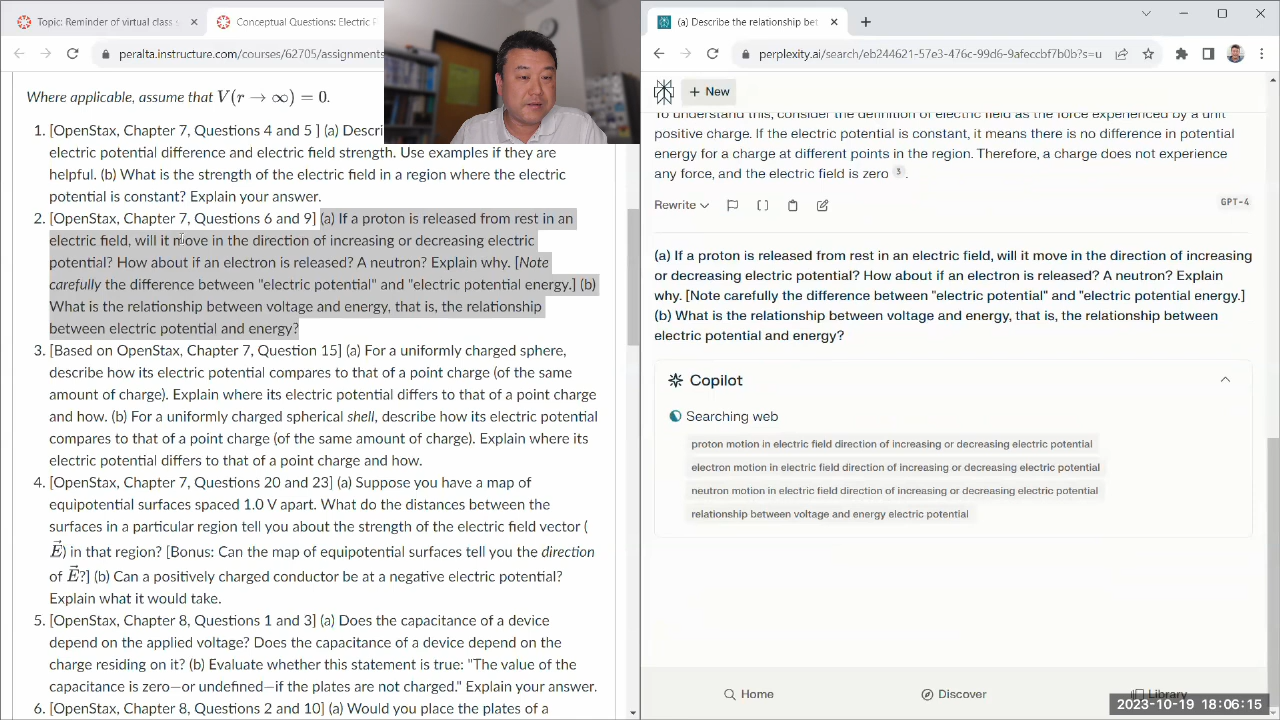 Topic: Reminder of virtual class s
Conceptual Questions: Electric P
peralta.instructure.com/courses/62705/assignments
Where applicable, assume that V(r → ∞) = 0.
1. [OpenStax, Chapter 7, Questions 4 and 5 ] (a) Descri
electric potential difference and electric field strength. Use examples if they are
helpful. (b) What is the strength of the electric field in a region where the electric
potential is constant? Explain your answer.
2. [OpenStax, Chapter 7, Questions 6 and 9] (a) If a proton is released from rest in an
electric field, will it move in the direction of increasing or decreasing electric
potential? How about if an electron is released? A neutron? Explain why. [Note
carefully the difference between "electric potential" and "electric potential energy.] (b)
What is the relationship between voltage and energy, that is, the relationship
between electric potential and energy?
3. [Based on OpenStax, Chapter 7, Question 15] (a) For a uniformly charged sphere,
describe how its electric potential compares to that of a point charge (of the same
amount of charge). Explain where its electric potential differs to that of a point charge
and how. (b) For a uniformly charged spherical shell, describe how its electric potential
compares to that of a point charge (of the same amount of charge). Explain where its
electric potential differs to that of a point charge and how.
4. [OpenStax, Chapter 7, Questions 20 and 23] (a) Suppose you have a map of
equipotential surfaces spaced 1.0 V apart. What do the distances between the
surfaces in a particular region tell you about the strength of the electric field vector (
E⃗) in that region? [Bonus: Can the map of equipotential surfaces tell you the direction
of E⃗?] (b) Can a positively charged conductor be at a negative electric potential?
Explain what it would take.
5. [OpenStax, Chapter 8, Questions 1 and 3] (a) Does the capacitance of a device
depend on the applied voltage? Does the capacitance of a device depend on the
charge residing on it? (b) Evaluate whether this statement is true: "The value of the
capacitance is zero—or undefined—if the plates are not charged." Explain your answer.
6. [OpenStax, Chapter 8, Questions 2 and 10] (a) Would you place the plates of a
(a) Describe the relationship bet
perplexity.ai/search/eb244621-57e3-476c-99d6-9afeccbf7b0b?s=u
+ New
To understand this, consider the definition of electric field as the force experienced by a unit
positive charge. If the electric potential is constant, it means there is no difference in potential
energy for a charge at different points in the region. Therefore, a charge does not experience
any force, and the electric field is zero 3 .
Rewrite
GPT-4
(a) If a proton is released from rest in an electric field, will it move in the direction of increasing
or decreasing electric potential? How about if an electron is released? A neutron? Explain
why. [Note carefully the difference between "electric potential" and "electric potential energy.]
(b) What is the relationship between voltage and energy, that is, the relationship between
electric potential and energy?
Copilot
Searching web
proton motion in electric field direction of increasing or decreasing electric potential
electron motion in electric field direction of increasing or decreasing electric potential
neutron motion in electric field direction of increasing or decreasing electric potential
relationship between voltage and energy electric potential
Home
Discover
Library
2023-10-19 18:06:15